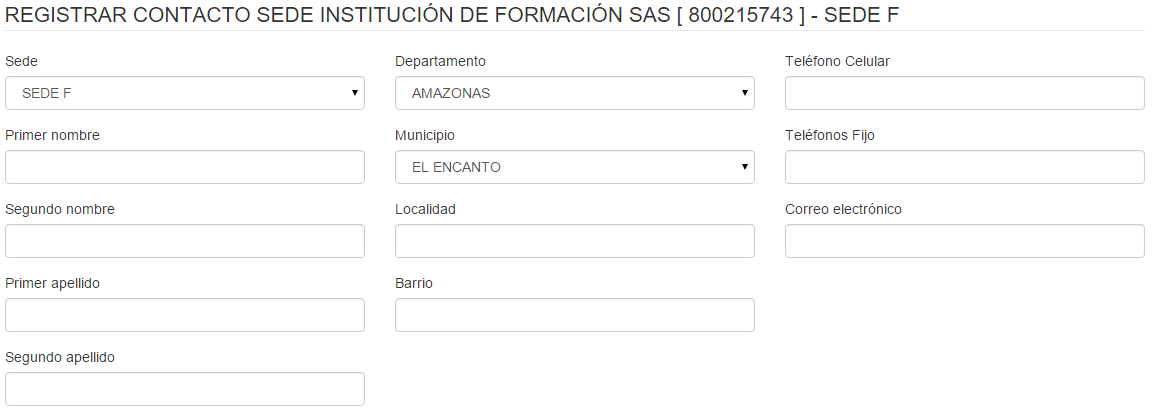 REGISTRAR CONTACTO SEDE INSTITUCIÓN DE FORMACIÓN SAS [ 800215743 ] - SEDE F
Sede
SEDE F
Primer nombre
Segundo nombre
Primer apellido
Segundo apellido
Departamento
AMAZONAS
Municipio
EL ENCANTO
Localidad
Barrio
Teléfono Celular
Teléfonos Fijo
Correo electrónico